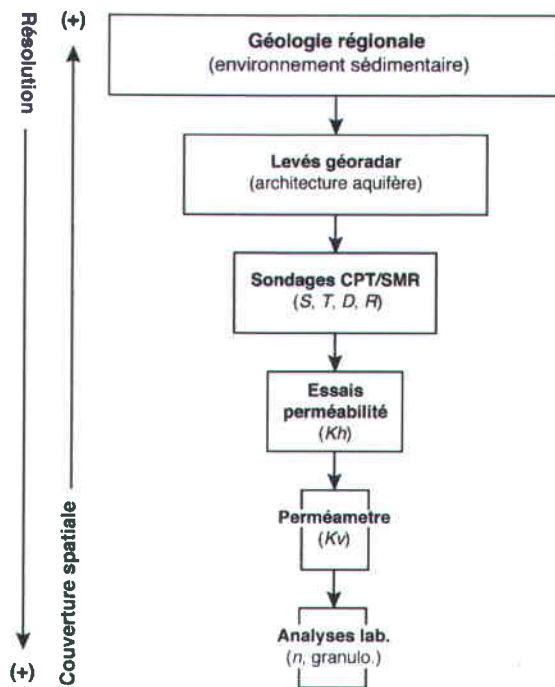 (+)
Résolution
Géologie régionale
(environnement sédimentaire)
Levés géoradar
(architecture aquifère)
Sondages CPT/SMR
(S, T, D, R)
Essais
perméabilité
(Kh)
Perméametre
(Kv)
Analyses lab.
(n, granulo.)
Couverture spatiale
(+)